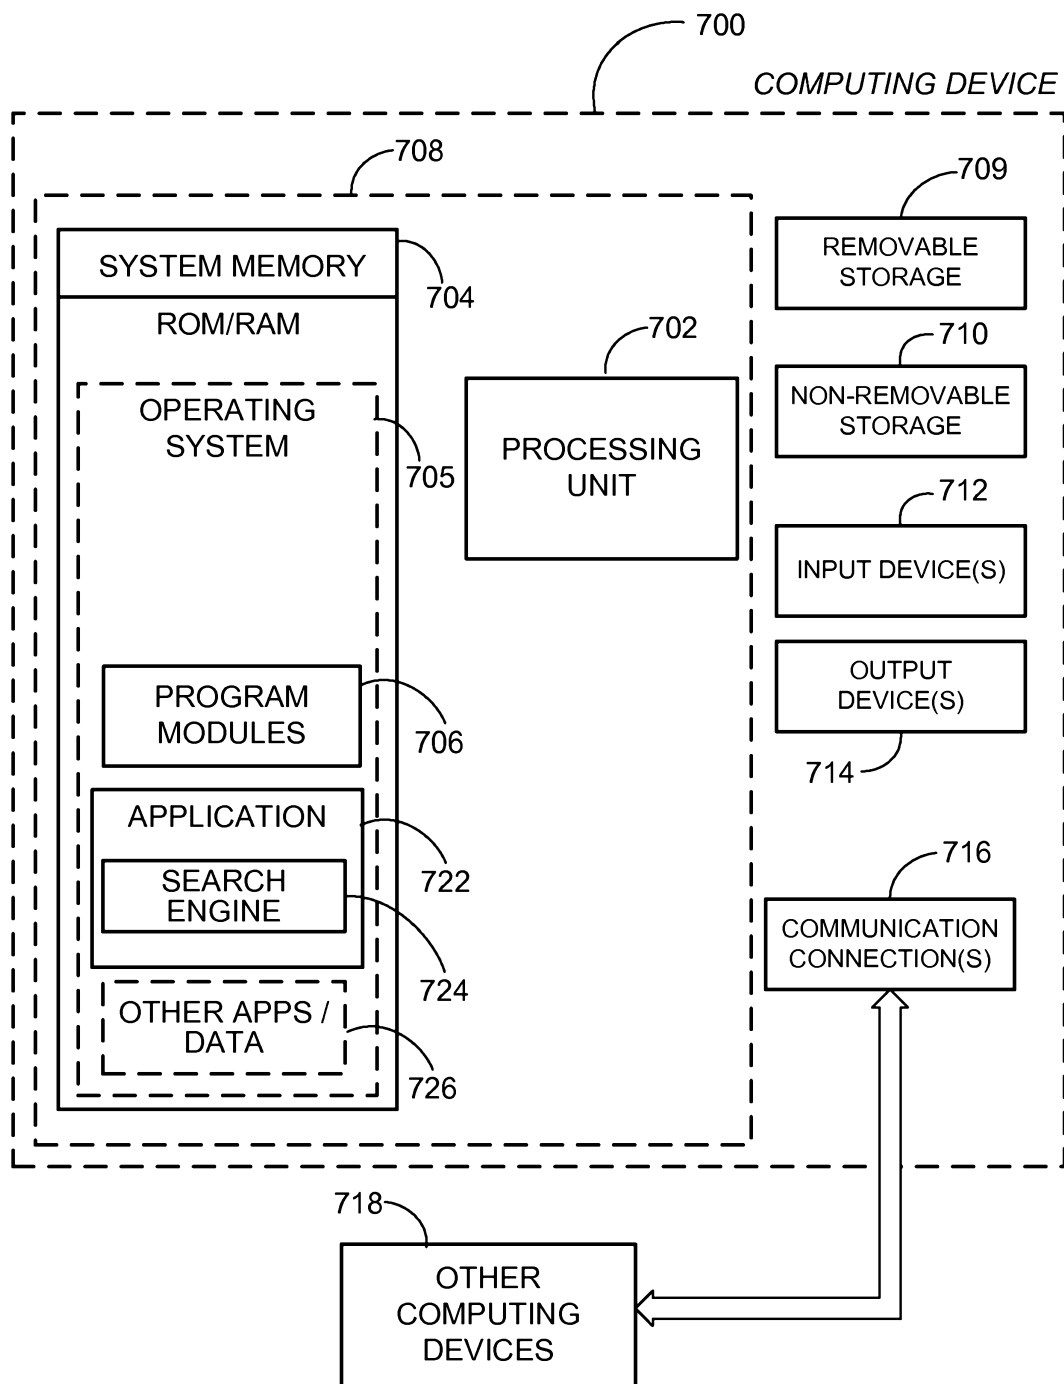 700
COMPUTING DEVICE
708
709
SYSTEM MEMORY
704
REMOVABLE
STORAGE
ROM/RAM
702
710
OPERATING
SYSTEM
705
PROCESSING
UNIT
NON-REMOVABLE
STORAGE
712
INPUT DEVICE(S)
PROGRAM
MODULES
706
OUTPUT
DEVICE(S)
714
APPLICATION
722
SEARCH
ENGINE
724
716
COMMUNICATION
CONNECTION(S)
OTHER APPS /
DATA
726
718
OTHER
COMPUTING
DEVICES